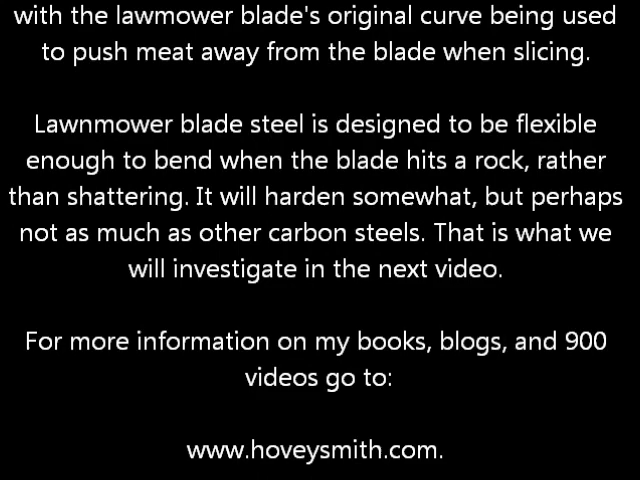 with the lawmower blade's original curve being used
to push meat away from the blade when slicing.
Lawnmower blade steel is designed to be flexible
enough to bend when the blade hits a rock, rather
than shattering. It will harden somewhat, but perhaps
not as much as other carbon steels. That is what we
will investigate in the next video.
For more information on my books, blogs, and 900
videos go to:
www.hoveysmith.com.